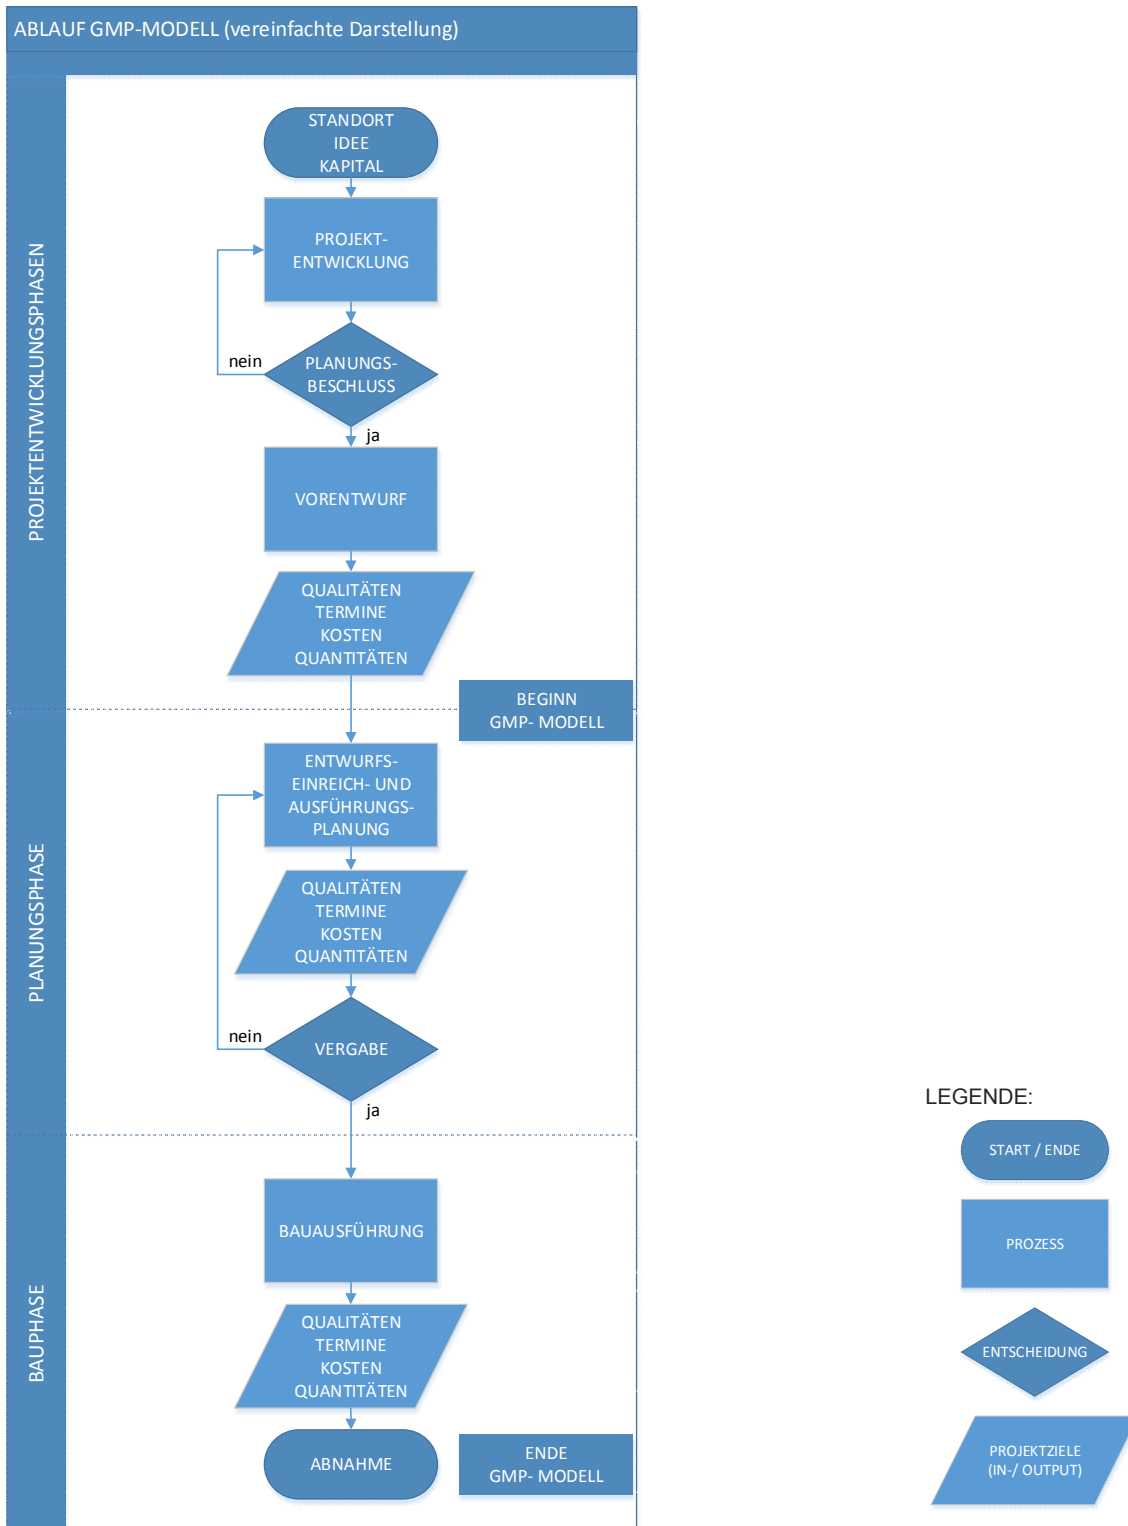 ABLAUF GMP-MODELL (vereinfachte Darstellung)
PROJEKTENTWICKLUNGSPHASEN
STANDORT
IDEE
KAPITAL
PROJEKT-
ENTWICKLUNG
nein
PLANUNGS-
BESCHLUSS
ja
VORENTWURF
QUALITÄTEN
TERMINE
KOSTEN
QUANTITÄTEN
BEGINN
GMP- MODELL
PLANUNGSPHASE
ENTWURFS-
EINREICH- UND
AUSFÜHRUNGS-
PLANUNG
QUALITÄTEN
TERMINE
KOSTEN
QUANTITÄTEN
nein
VERGABE
ja
BAUPHASE
BAUAUSFÜHRUNG
QUALITÄTEN
TERMINE
KOSTEN
QUANTITÄTEN
ABNAHME
ENDE
GMP- MODELL
LEGENDE:
START / ENDE
PROZESS
ENTSCHEIDUNG
PROJEKTZIELE
(IN-/ OUTPUT)